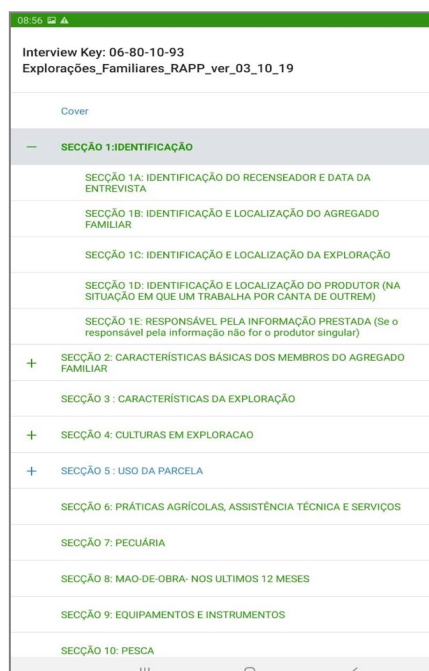 08:56
Interview Key: 06-80-10-93
Explorações_Familiares_RAPP_ver_03_10_19
Cover
SECÇÃO 1:IDENTIFICAÇÃO
SECÇÃO 1A: IDENTIFICAÇÃO DO RECENSEADOR E DATA DA
ENTREVISTA
SECÇÃO 1B: IDENTIFICAÇÃO E LOCALIZAÇÃO DO AGREGADO
FAMILIAR
SECÇÃO 1C: IDENTIFICAÇÃO E LOCALIZAÇÃO DA EXPLORAÇÃO
SECÇÃO 1D: IDENTIFICAÇÃO E LOCALIZAÇÃO DO PRODUTOR (NA
SITUAÇÃO EM QUE UM TRABALHA POR CANTA DE OUTREM)
SECÇÃO 1E: RESPONSÁVEL PELA INFORMAÇÃO PRESTADA (Se o
responsável pela informação não for o produtor singular)
SECÇÃO 2: CARACTERÍSTICAS BÁSICAS DOS MEMBROS DO AGREGADO
FAMILIAR
SECÇÃO 3 : CARACTERÍSTICAS DA EXPLORAÇÃO
SECÇÃO 4: CULTURAS EM EXPLORACAO
SECÇÃO 5 : USO DA PARCELA
SECÇÃO 6: PRÁTICAS AGRÍCOLAS, ASSISTÊNCIA TÉCNICA E SERVIÇOS
SECÇÃO 7: PECUÁRIA
SECÇÃO 8: MAO-DE-OBRA- NOS ULTIMOS 12 MESES
SECÇÃO 9: EQUIPAMENTOS E INSTRUMENTOS
SECÇÃO 10: PESCA